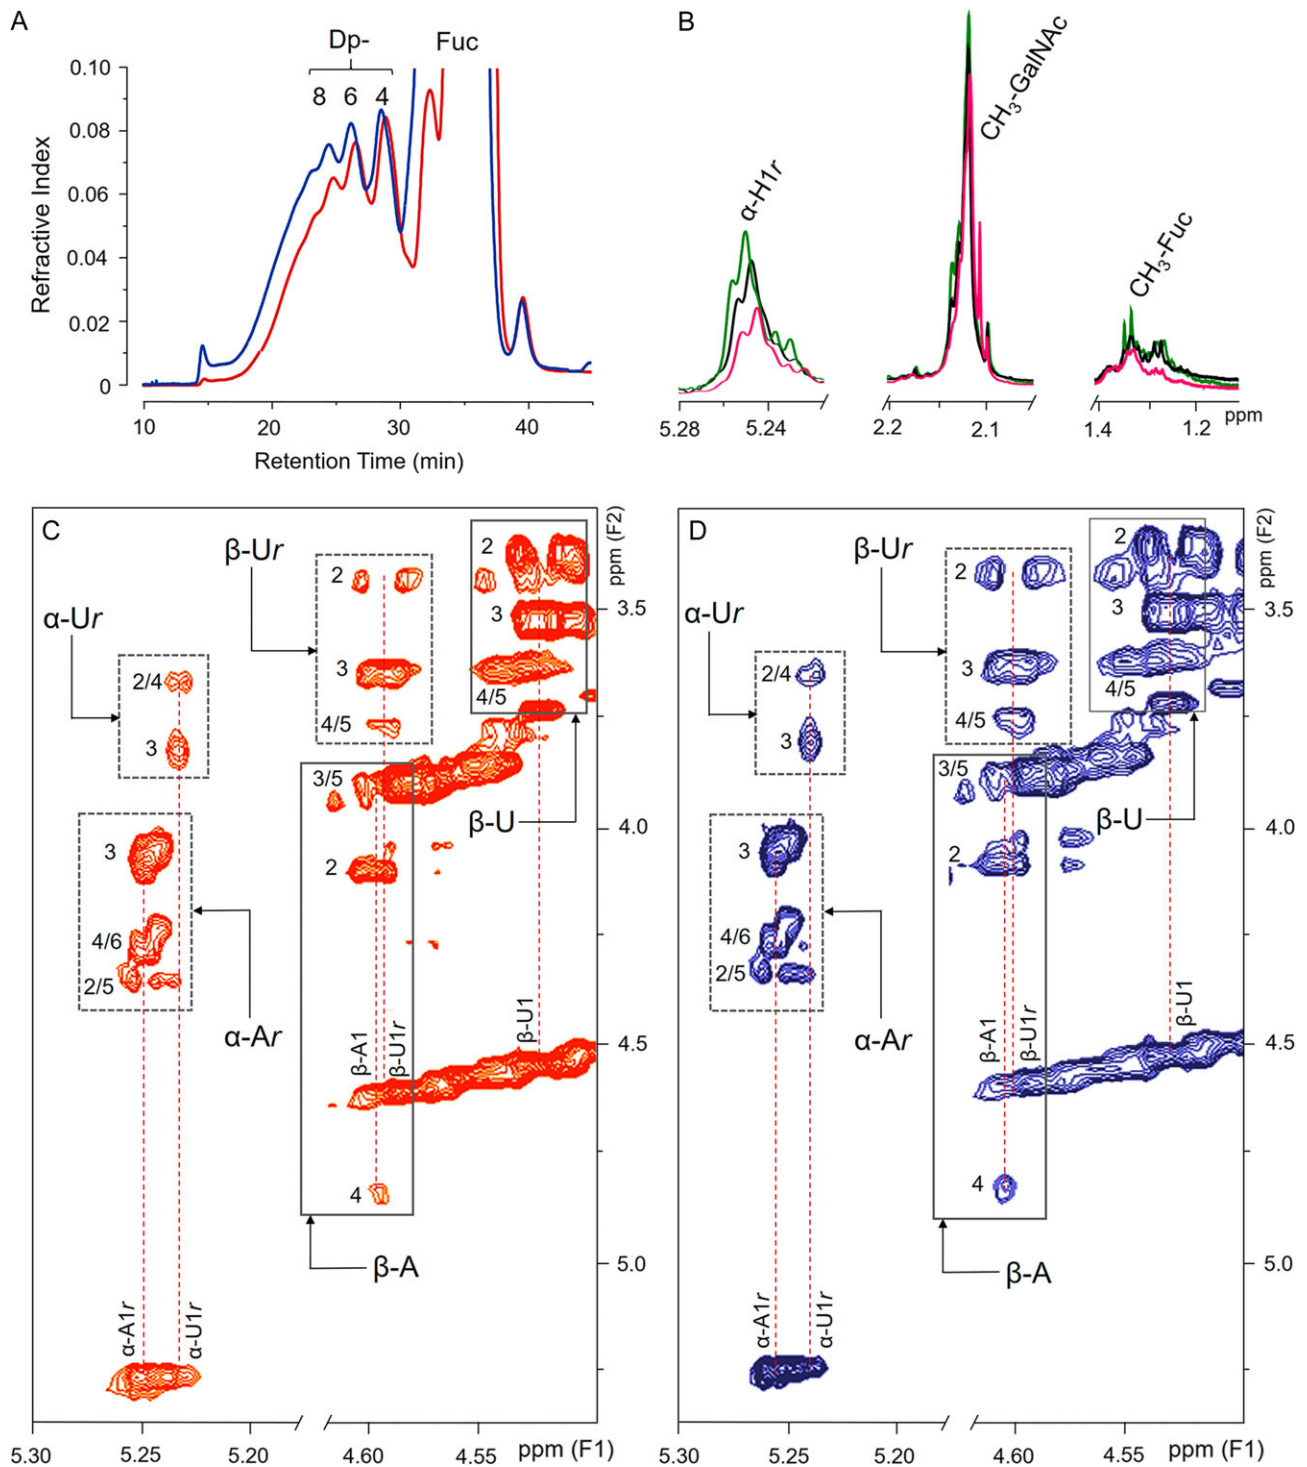 A
Dp-
Fuc
8 6 4
0.10
0.08
0.06
0.04
0.02
0
Refractive Index
10 20 30 40
Retention Time (min)
B
α-H1r
CH3-GalNAc
CH3-Fuc
5.28 5.24 2.2 2.1 1.4 1.2 ppm
C
β-Ur
α-Ur
2
3
4/5
2
3
4/5
2/4
3
β-U
3/5
2
3
4/6
2/5
α-Ar
β-A1
β-U1r
β-U1
4
β-A
α-A1r
α-U1r
ppm (F2)
3.5
4.0
4.5
5.0
5.30 5.25 5.20 4.60 4.55 ppm (F1)
D
β-Ur
α-Ur
2
3
4/5
2
3
4/5
2/4
3
β-U
3/5
2
3
4/6
2/5
α-Ar
β-A1
β-U1r
β-U1
4
β-A
α-A1r
α-U1r
ppm (F2)
3.5
4.0
4.5
5.0
5.30 5.25 5.20 4.60 4.55 ppm (F1)